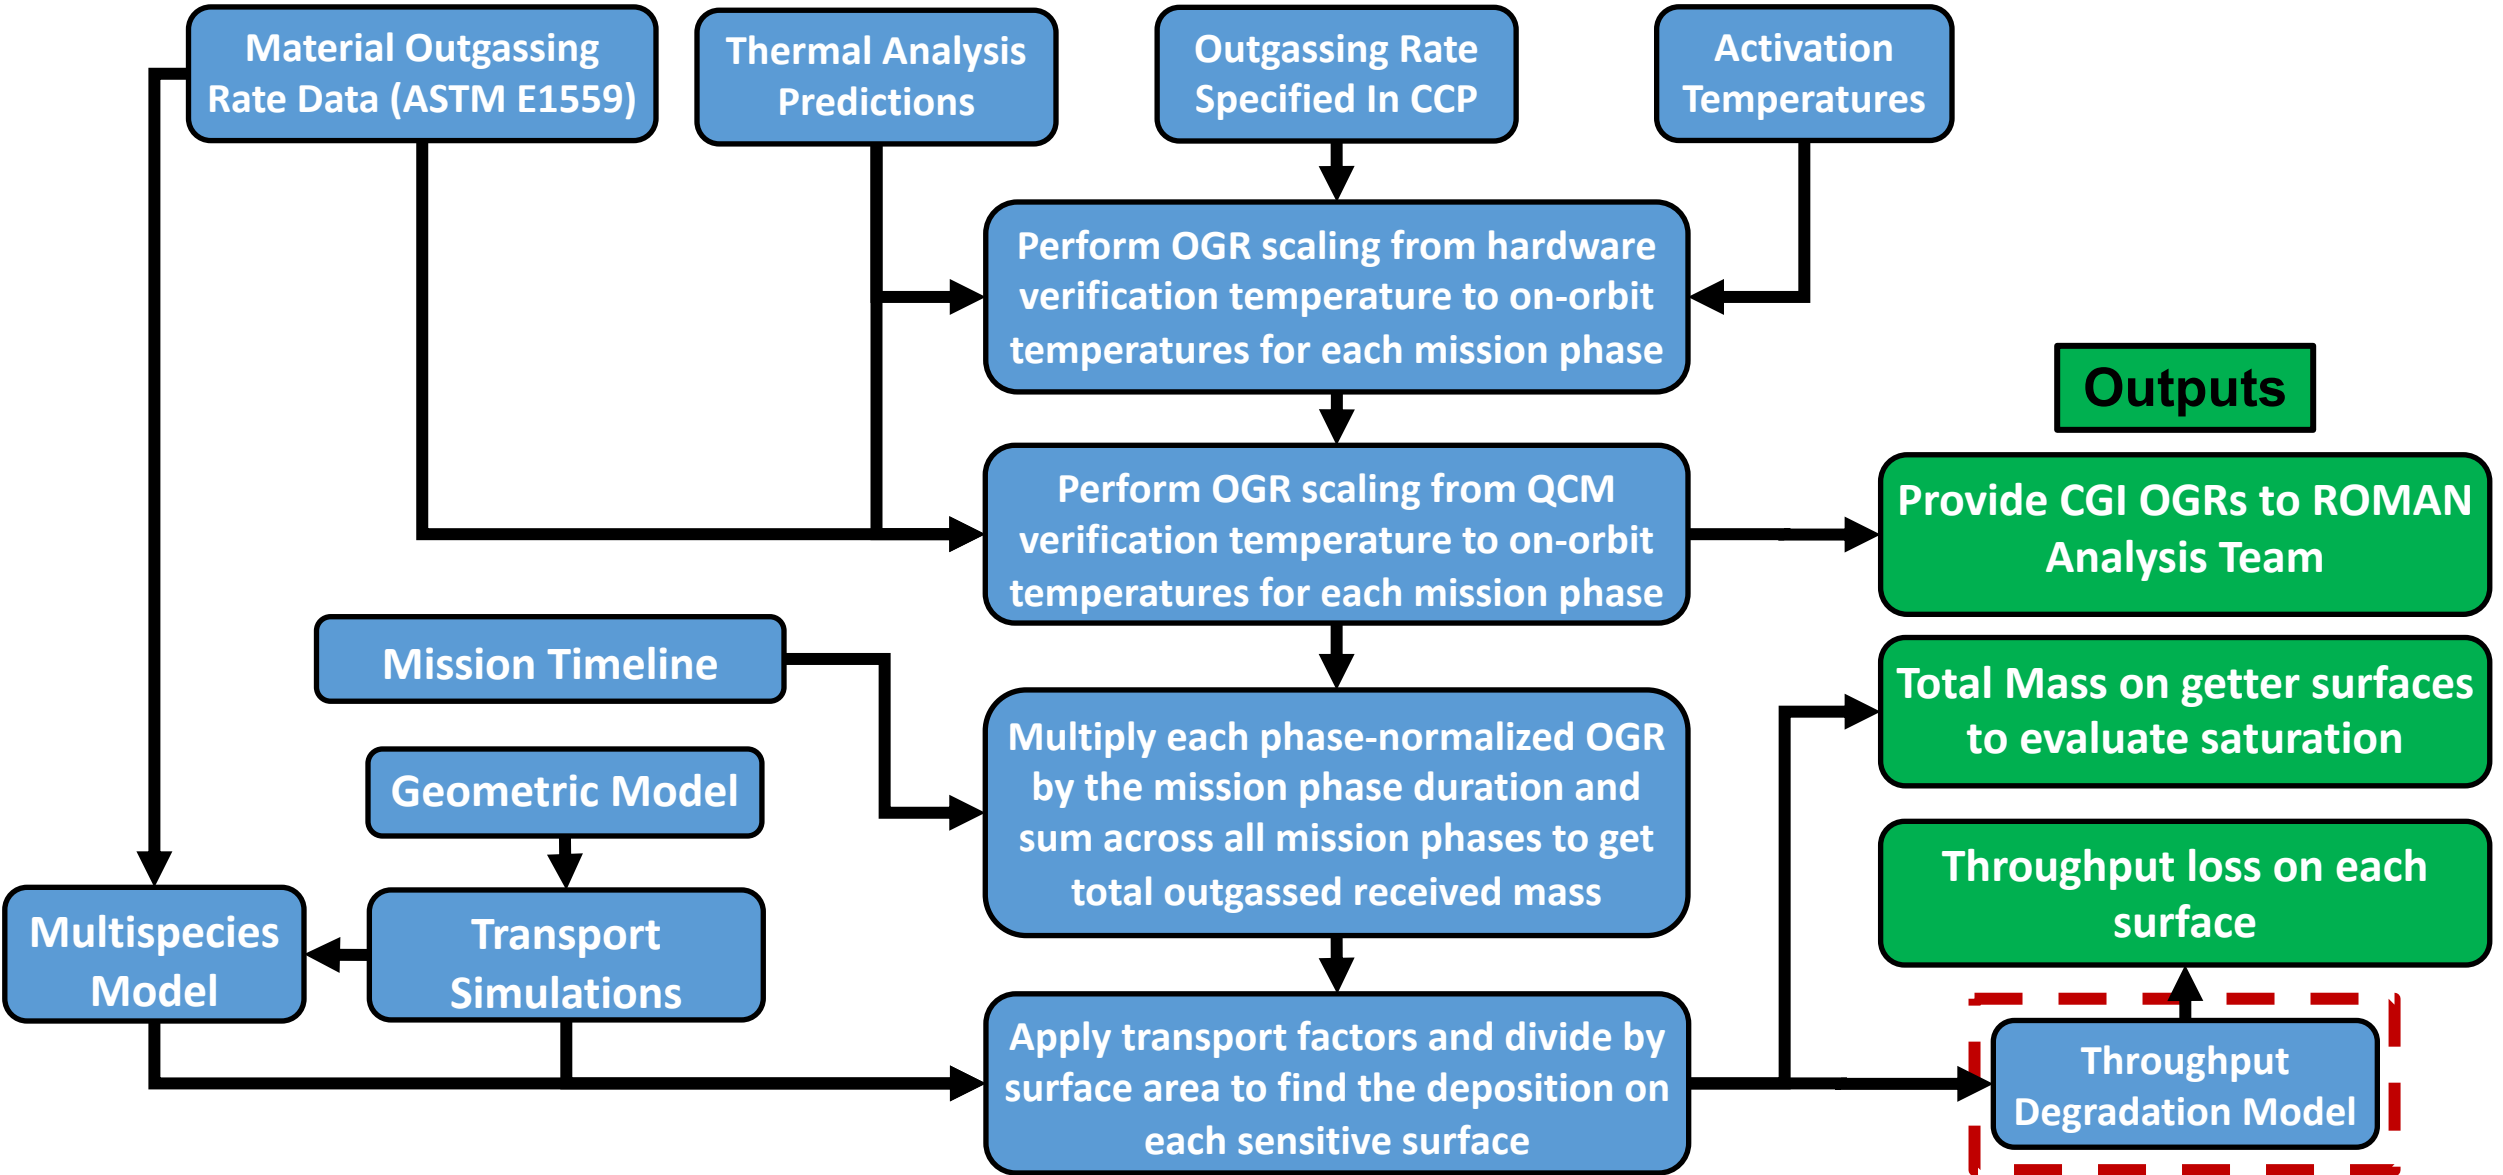 Material Outgassing
Rate Data (ASTM E1559)
Thermal Analysis
Predictions
Outgassing Rate
Specified In CCP
Activation
Temperatures
Perform OGR scaling from hardware
verification temperature to on-orbit
temperatures for each mission phase
Outputs
Perform OGR scaling from QCM
verification temperature to on-orbit
temperatures for each mission phase
Provide CGI OGRs to ROMAN
Analysis Team
Mission Timeline
Total Mass on getter surfaces
to evaluate saturation
Geometric Model
Multiply each phase-normalized OGR
by the mission phase duration and
sum across all mission phases to get
total outgassed received mass
Throughput loss on each
surface
Multispecies
Model
Transport
Simulations
Apply transport factors and divide by
surface area to find the deposition on
each sensitive surface
Throughput
Degradation Model